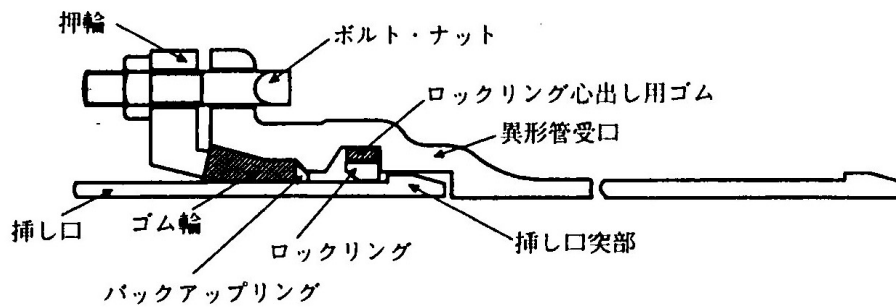 押輪
ボルト・ナット
ロックリング心出し用ゴム
異形管受口
挿し口
ゴム輪
ロックリング
挿し口突部
バックアップリング